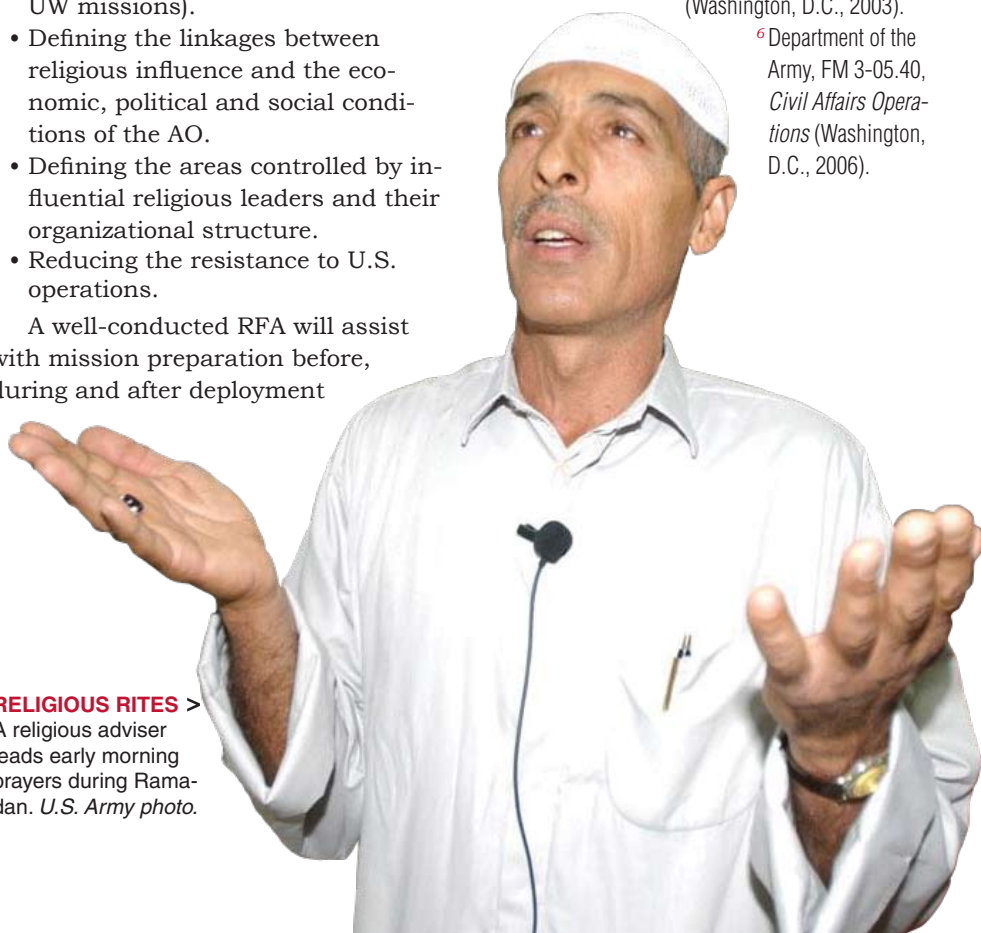 UW missions).
• Defining the linkages between
religious influence and the eco-
nomic, political and social condi-
tions of the AO.
• Defining the areas controlled by in-
fluential religious leaders and their
organizational structure.
• Reducing the resistance to U.S.
operations.
A well-conducted RFA will assist
with mission preparation before,
during and after deployment
(Washington, D.C., 2003).
6 Department of the
Army, FM 3-05.40,
Civil Affairs Opera-
tions (Washington,
D.C., 2006).
RELIGIOUS RITES >
A religious adviser
leads early morning
prayers during Rama-
dan. U.S. Army photo.